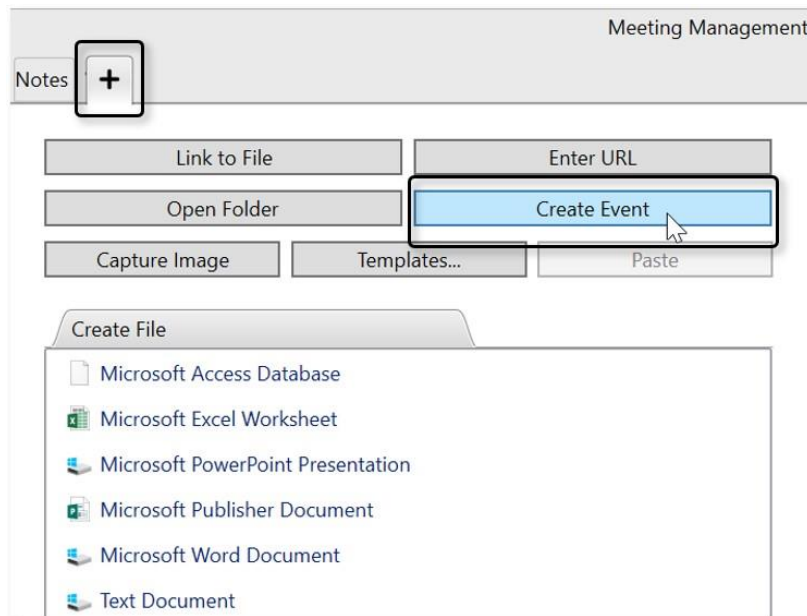 Meeting Management
Notes +
Link to File Enter URL
Open Folder Create Event
Capture Image Templates... Paste
Create File
Microsoft Access Database
Microsoft Excel Worksheet
Microsoft PowerPoint Presentation
Microsoft Publisher Document
Microsoft Word Document
Text Document